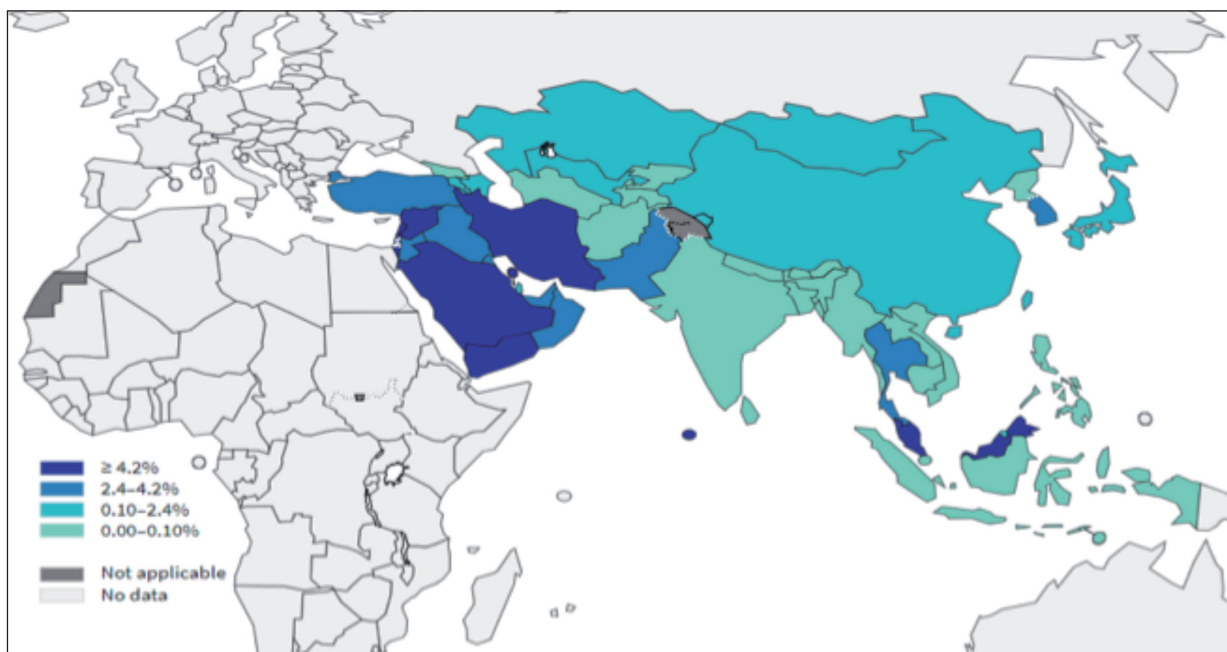 ≥ 4.2%
2.4–4.2%
0.10–2.4%
0.00–0.10%
Not applicable
No data